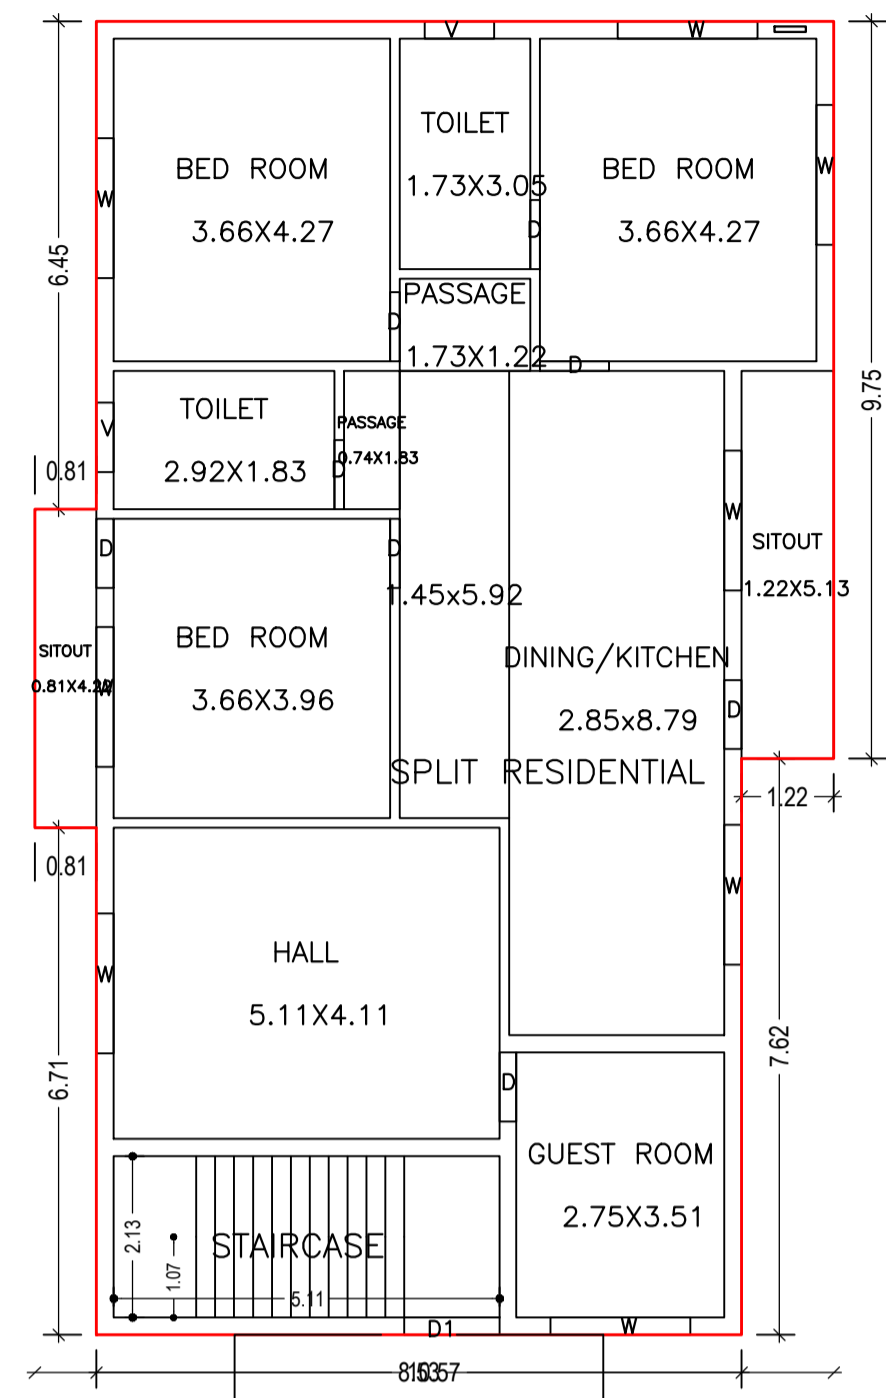 V
W
TOILET
1.73X3.05
BED ROOM
3.66X4.27
BED ROOM
3.66X4.27
W
W
D
6.45
PASSAGE
1.73X1.22
D
D
9.75
TOILET
2.92X1.83
V
PASSAGE
0.74X1.83
D
0.81
W
SITOUT
1.22X5.13
D
D
1.45x5.92
BED ROOM
3.66X3.96
SITOUT
W
DINING/KITCHEN
2.85x8.79
D
SPLIT RESIDENTIAL
1.22
0.81
W
HALL
5.11X4.11
W
6.71
7.62
D
GUEST ROOM
2.75X3.51
2.13
1.07
STAIRCASE
5.11
D1
W